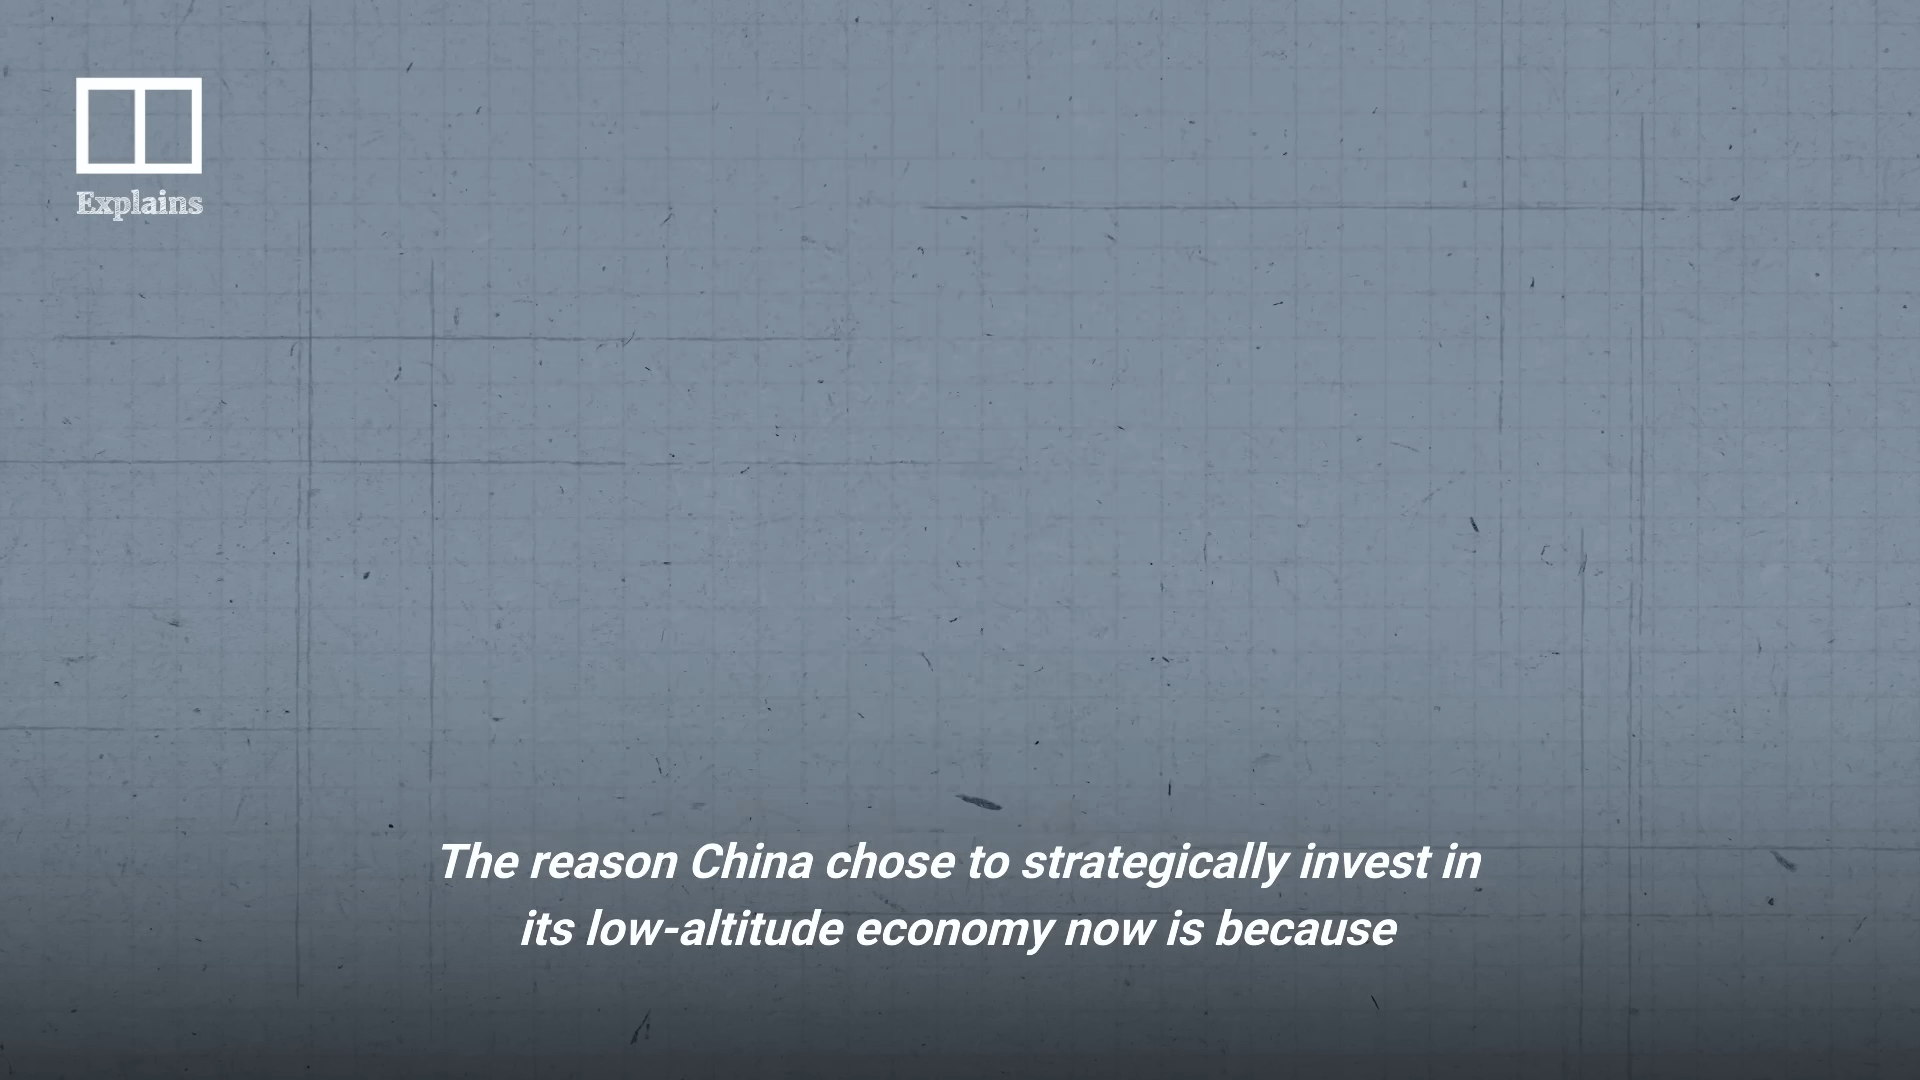 Explains
The reason China chose to strategically invest in
its low-altitude economy now is because